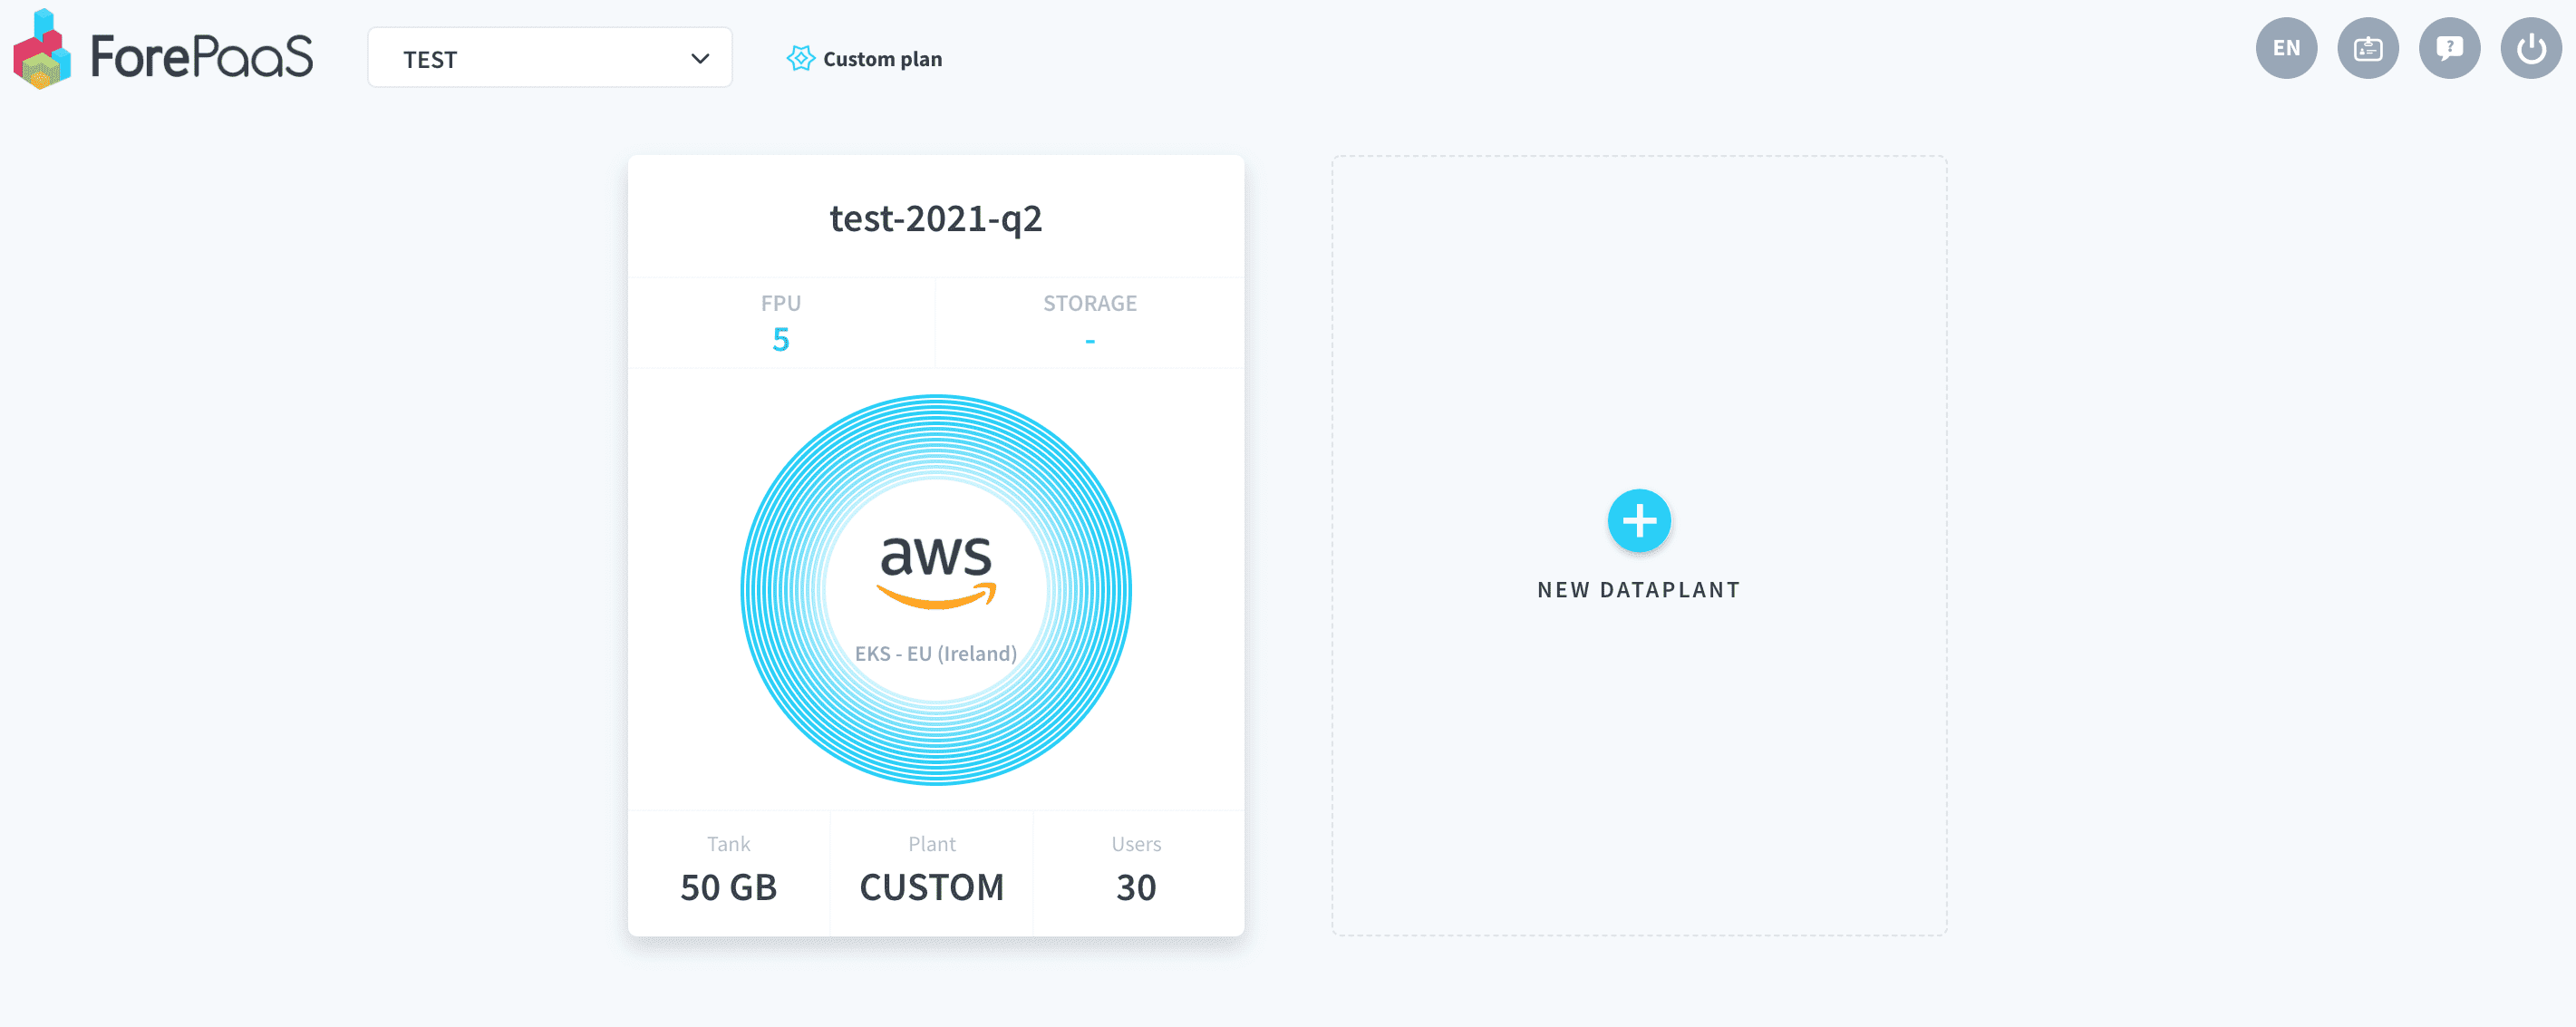 ForePaaS
TEST
Custom plan
EN
?
test-2021-q2
FPU
STORAGE
5
-
aws
EKS - EU (Ireland)
NEW DATAPLANT
Tank
Plant
Users
50 GB
CUSTOM
30